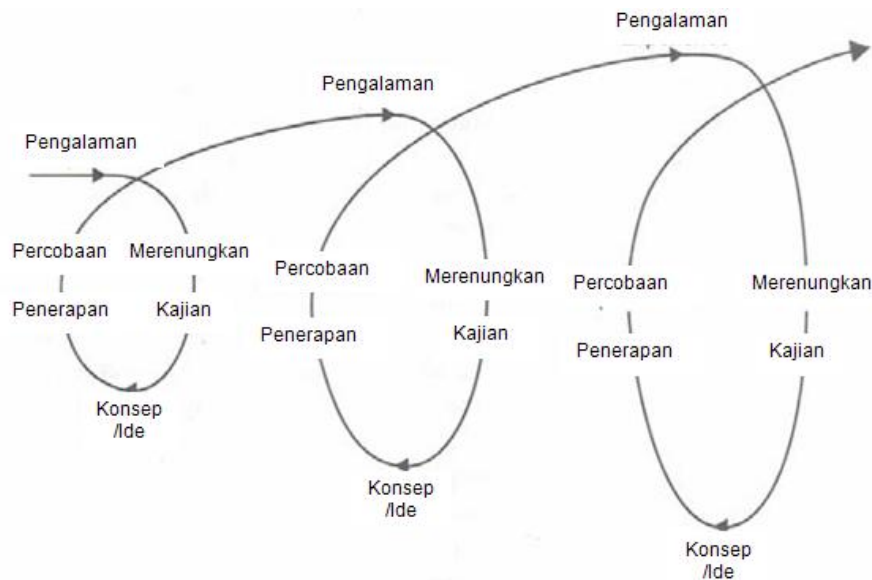 Pengalaman
Percobaan
Merenungkan
Penerapan
Kajian
Konsep
/Ide
Pengalaman
Percobaan
Merenungkan
Penerapan
Kajian
Konsep
/Ide
Pengalaman
Percobaan
Merenungkan
Penerapan
Kajian
Konsep
/Ide